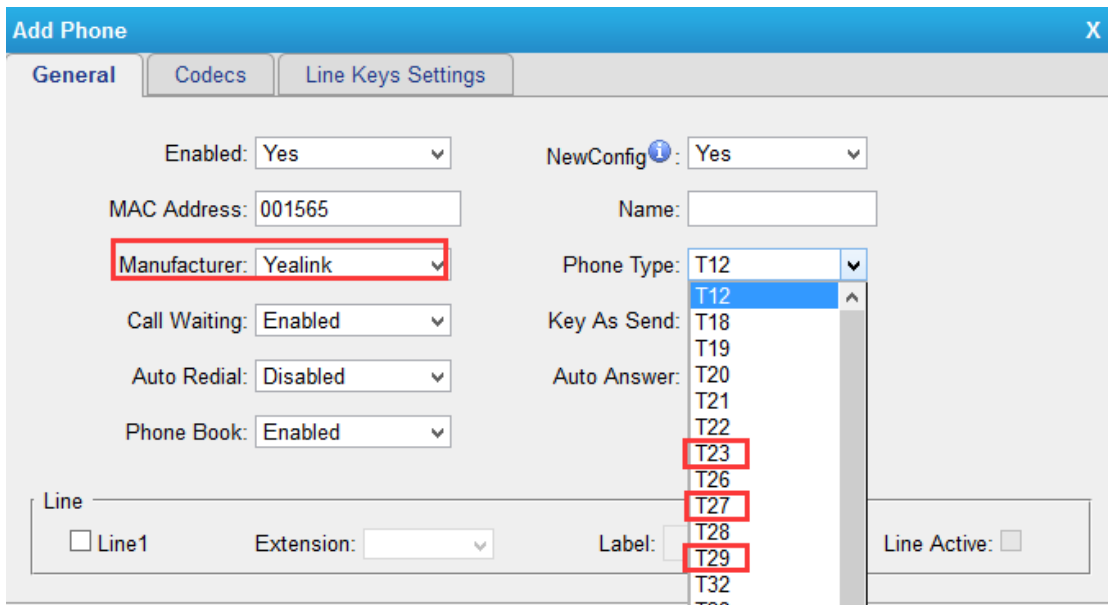 Add Phone X
General Codecs Line Keys Settings
Enabled: Yes NewConfig i : Yes
MAC Address: 001565 Name:
Manufacturer: Yealink Phone Type: T12
T12
Call Waiting: Enabled Key As Send: T18
T19
Auto Redial: Disabled Auto Answer: T20
T21
Phone Book: Enabled T22
T23
T26
Line T27
T28
Line1 Extension: Label: Line Active:
T29
T32